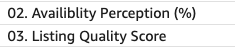 02. Availiblity Perception (%)
03. Listing Quality Score